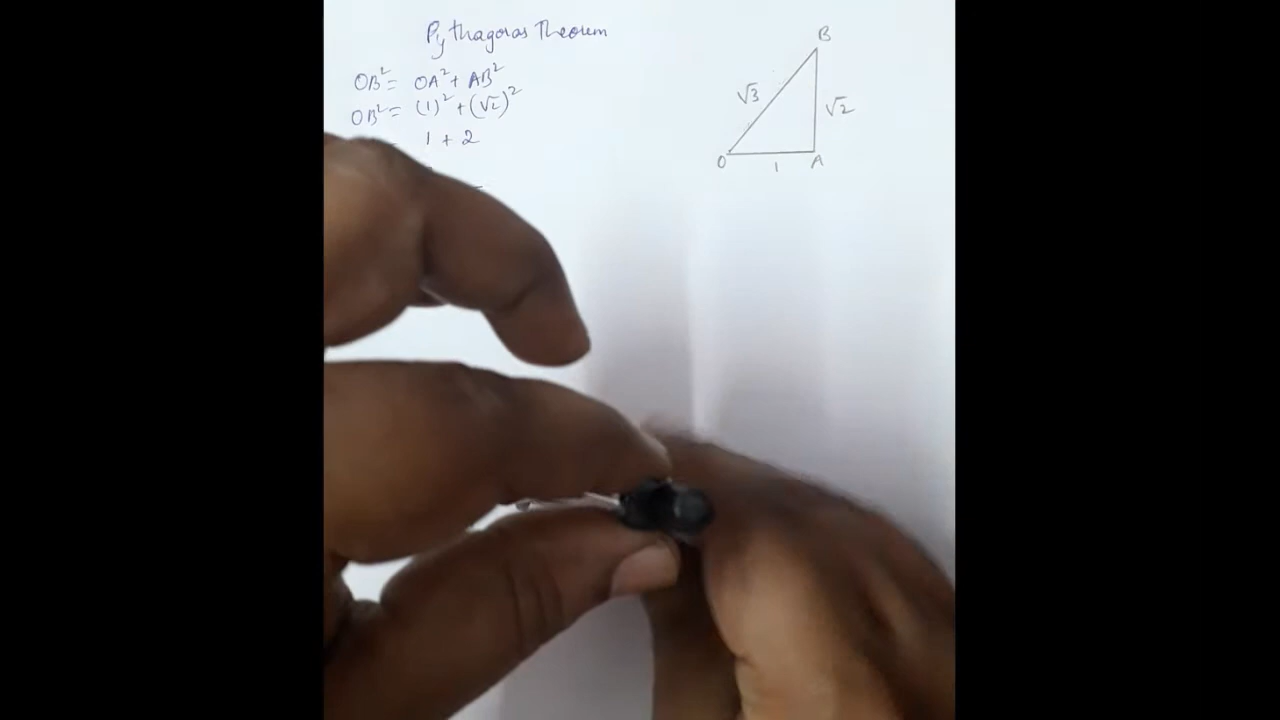 Pythagoras Theorem
OB² = OA² + AB²
OB² = (1)² + (√2)²
1 + 2
B
√3
√2
O
1
A